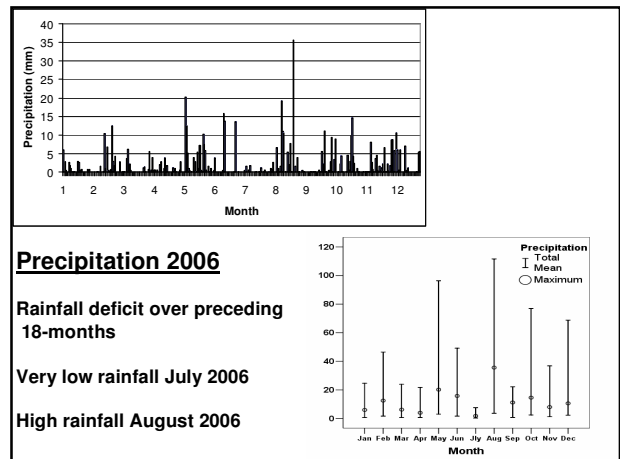 40
35
30
25
20
15
10
5
0
Precipitation (mm)
1 2 3 4 5 6 7 8 9 10 11 12
Month
Precipitation 2006
Rainfall deficit over preceding
18-months
Very low rainfall July 2006
High rainfall August 2006
Precipitation
Total
Mean
Maximum
120
100
80
60
40
20
0
Jan Feb Mar Apr May Jun Jly Aug Sep Oct Nov Dec
Month